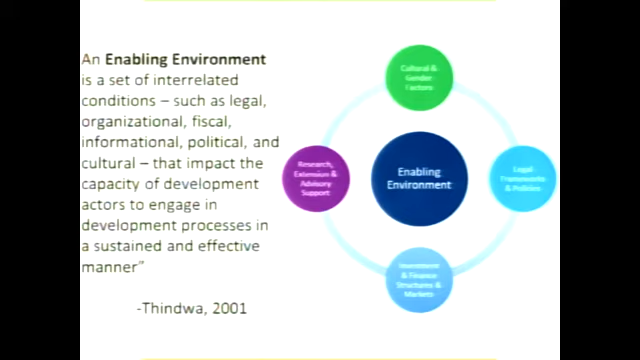 An Enabling Environment
is a set of interrelated
conditions – such as legal,
organizational, fiscal,
informational, political, and
cultural – that impact the
capacity of development
actors to engage in
development processes in
a sustained and effective
manner”
-Thindwa, 2001
Cultural &
Gender
Factors
Research,
Extension &
Advisory
Support
Enabling
Environment
Legal
Frameworks
& Policies
Investment
& Finance
Structures &
Markets